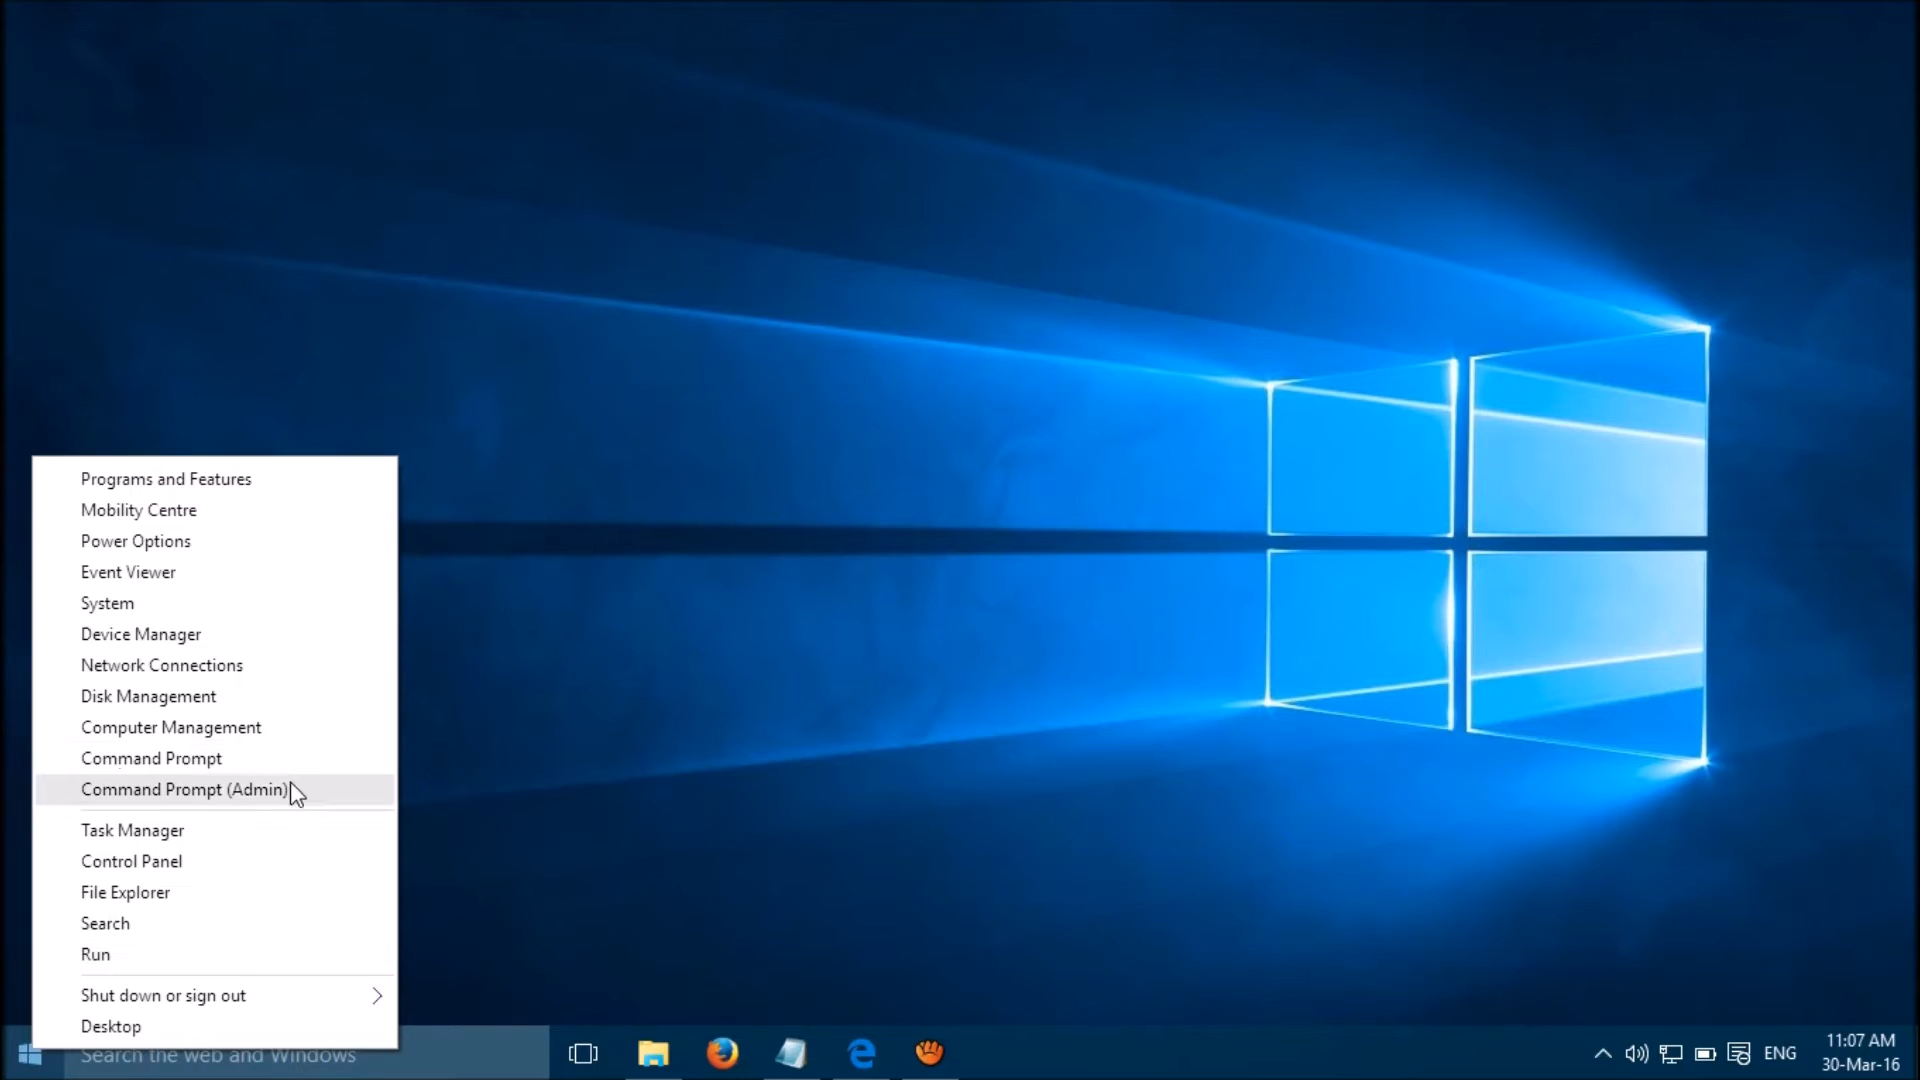 Programs and Features
Mobility Centre
Power Options
Event Viewer
System
Device Manager
Network Connections
Disk Management
Computer Management
Command Prompt
Command Prompt (Admin)
Task Manager
Control Panel
File Explorer
Search
Run
Shut down or sign out
Desktop
Search the web and Windows
ENG
11:07 AM
30-Mar-16